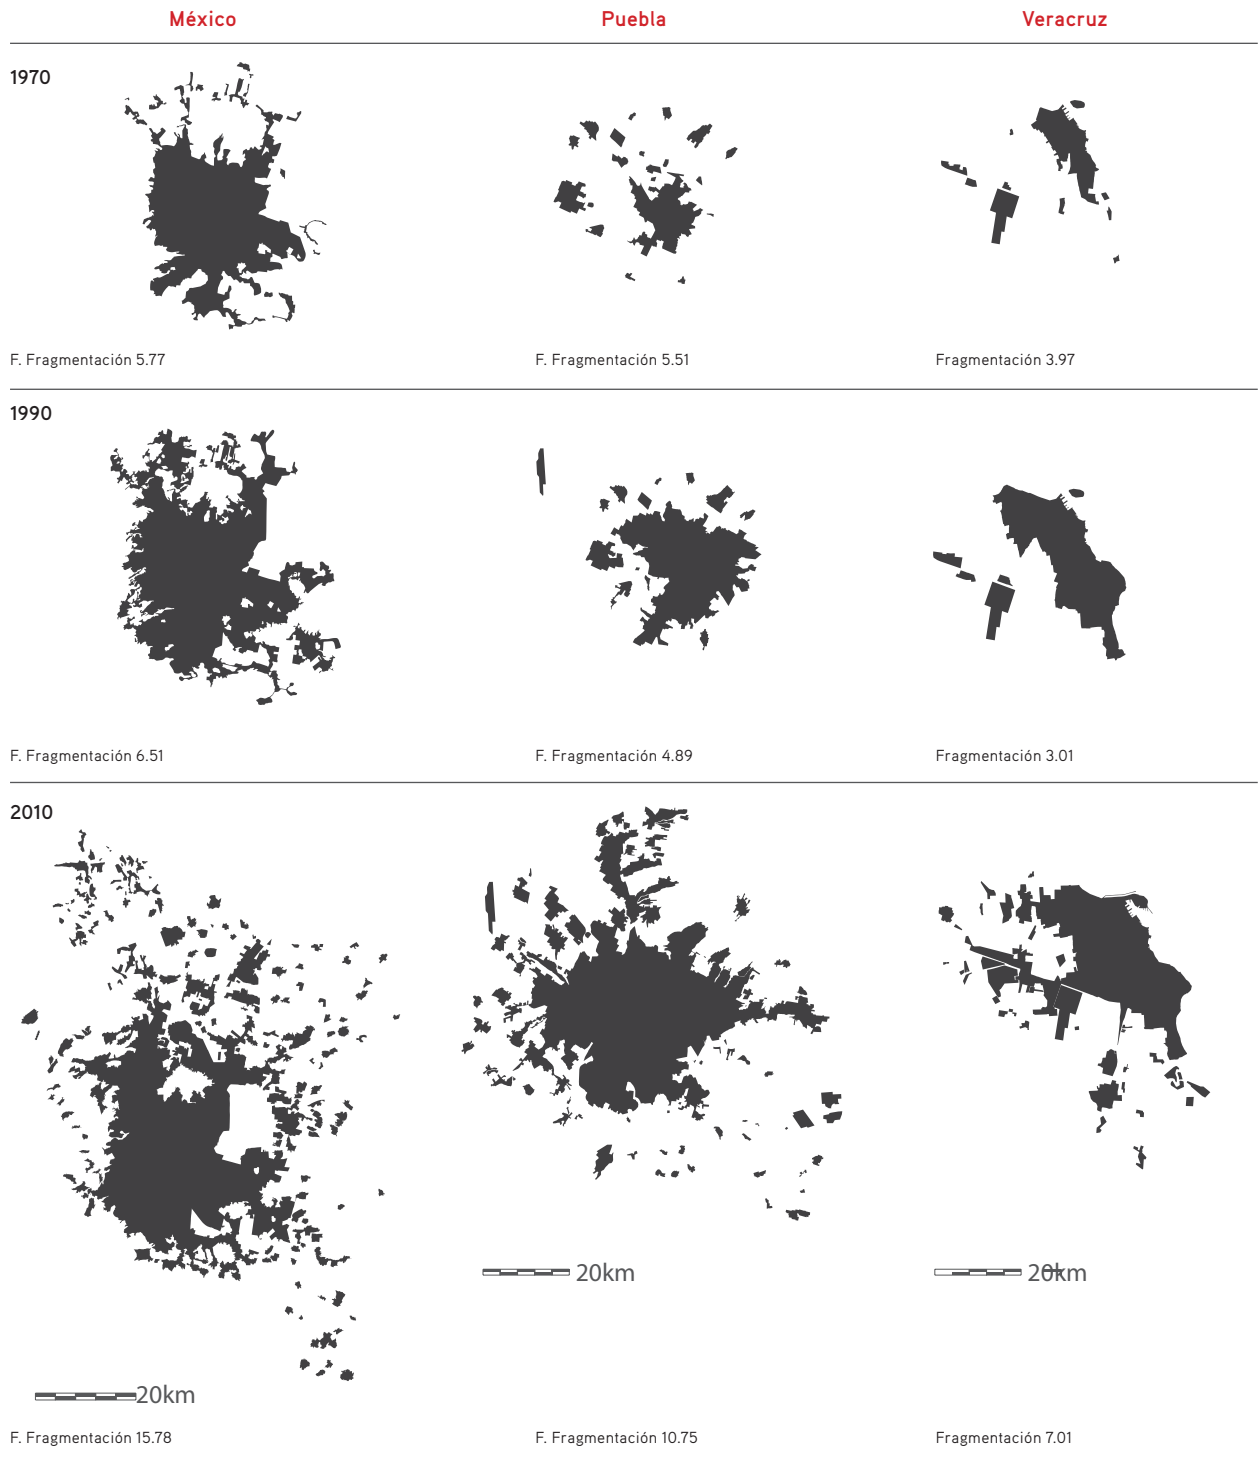 México Puebla Veracruz
1970
F. Fragmentación 5.77 F. Fragmentación 5.51 Fragmentación 3.97
1990
F. Fragmentación 6.51 F. Fragmentación 4.89 Fragmentación 3.01
2010
20km 20km
20km
F. Fragmentación 15.78 F. Fragmentación 10.75 Fragmentación 7.01